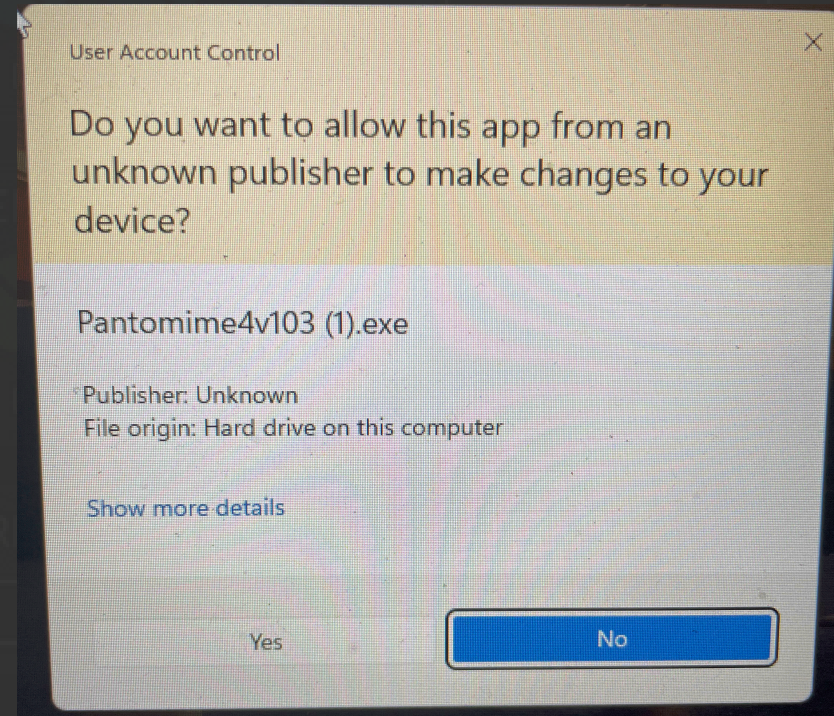 User Account Control
Do you want to allow this app from an
unknown publisher to make changes to your
device?
Pantomime4v103 (1).exe
Publisher: Unknown
File origin: Hard drive on this computer
Show more details
Yes
No